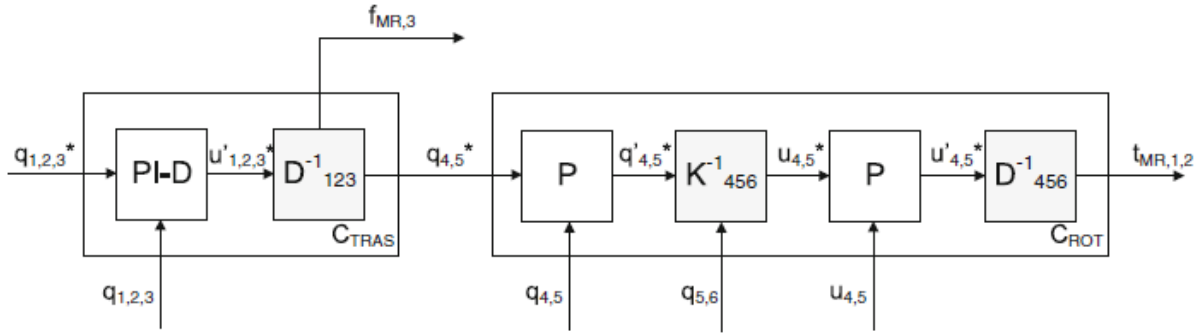 f_MR,3
q_1,2,3*
PI-D
u'_1,2,3*
D^-1_123
C_TRAS
q_1,2,3
q_4,5*
P
q'_4,5*
K^-1_456
u_4,5*
P
u'_4,5*
D^-1_456
C_ROT
t_MR,1,2
q_4,5
q_5,6
u_4,5